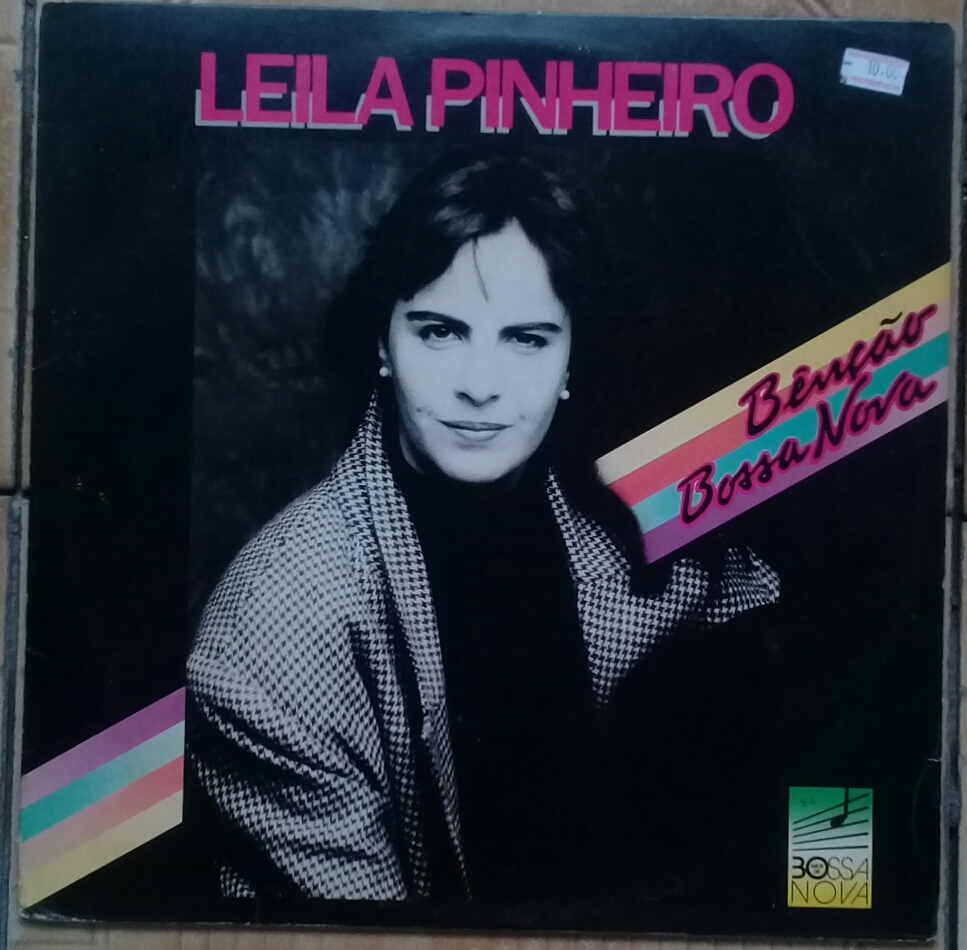 LEILA PINHEIRO
10.00
Bênção
Bossa Nova
BOSSA
NOVA